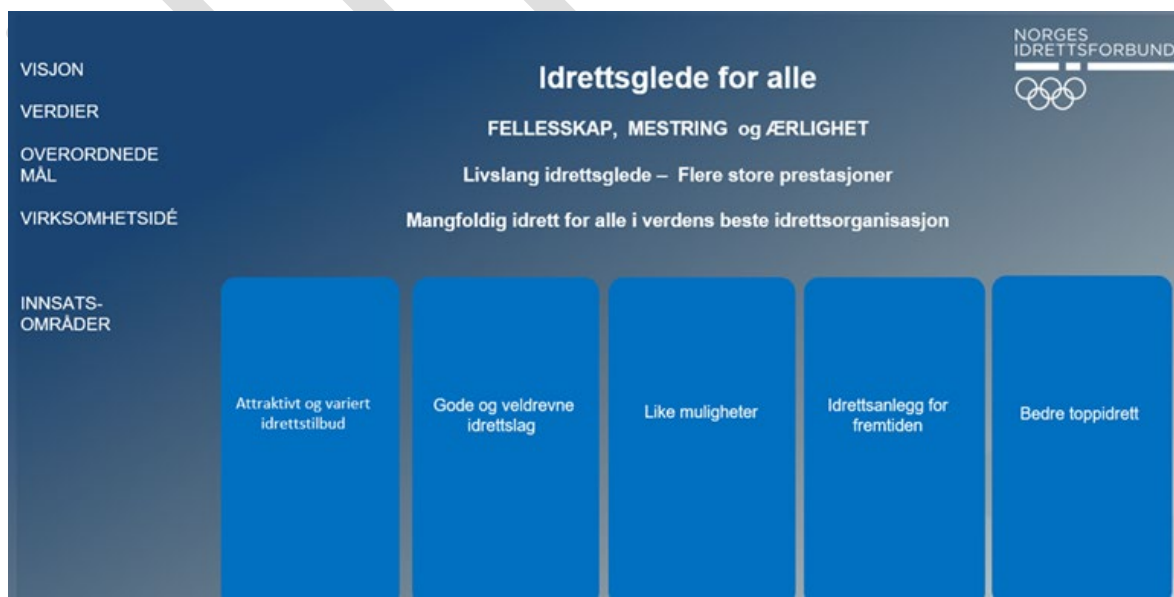 NORGES
IDRETTSFORBUND
VISJON
Idrettsglede for alle
VERDIER
FELLESSKAP, MESTRING og ÆRLIGHET
OVERORDNEDE
MÅL
Livslang idrettsglede – Flere store prestasjoner
VIRKSOMHETSIDÉ
Mangfoldig idrett for alle i verdens beste idrettsorganisasjon
INNSATS-
OMRÅDER
Attraktivt og variert
idrettstilbud
Gode og veldrevne
idrettslag
Like muligheter
Idrettsanlegg for
fremtiden
Bedre toppidrett